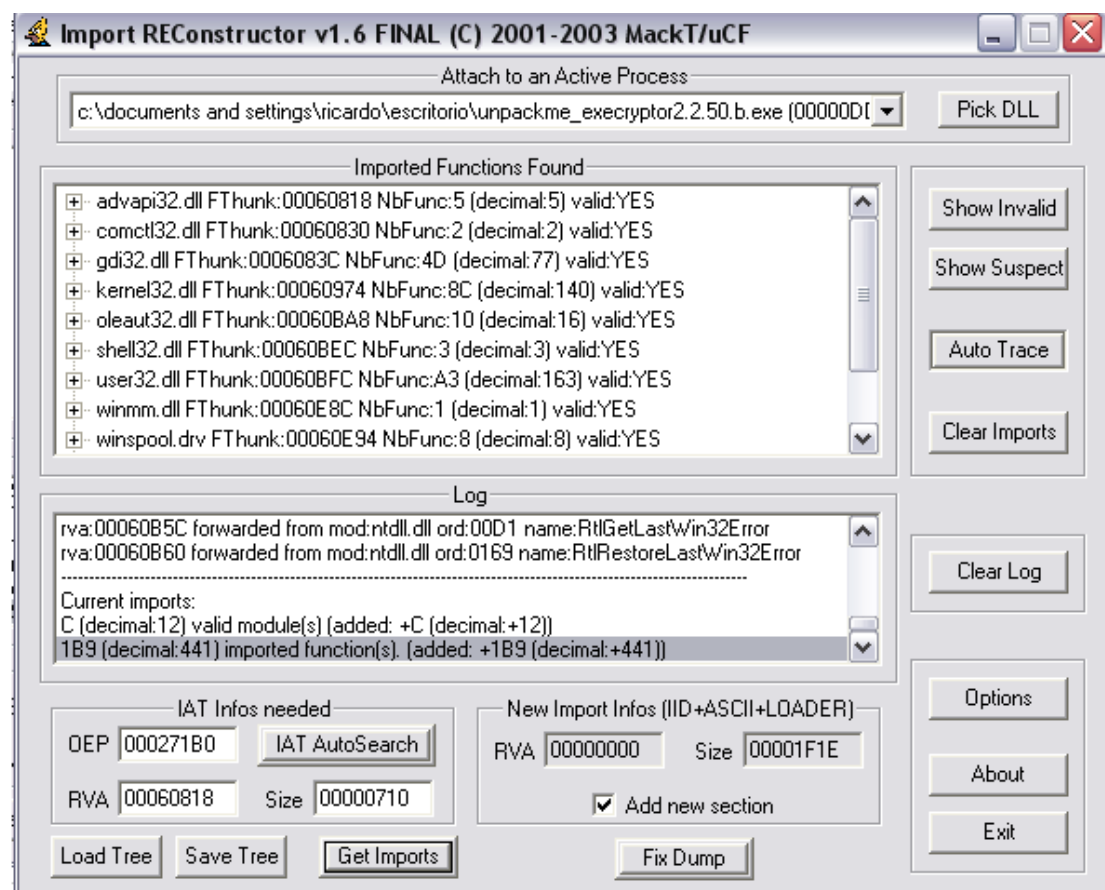 Import REConstructor v1.6 FINAL (C) 2001-2003 MackT/uCF
Attach to an Active Process
c:\documents and settings\ricardo\escritorio\unpackme_execryptor2.2.50.b.exe (00000D[
Pick DLL
Imported Functions Found
advapi32.dll FThunk:00060818 NbFunc:5 (decimal:5) valid:YES
comctl32.dll FThunk:00060830 NbFunc:2 (decimal:2) valid:YES
gdi32.dll FThunk:0006083C NbFunc:4D (decimal:77) valid:YES
kernel32.dll FThunk:00060974 NbFunc:8C (decimal:140) valid:YES
oleaut32.dll FThunk:00060BA8 NbFunc:10 (decimal:16) valid:YES
shell32.dll FThunk:00060BEC NbFunc:3 (decimal:3) valid:YES
user32.dll FThunk:00060BFC NbFunc:A3 (decimal:163) valid:YES
winmm.dll FThunk:00060E8C NbFunc:1 (decimal:1) valid:YES
winspool.drv FThunk:00060E94 NbFunc:8 (decimal:8) valid:YES
Show Invalid
Show Suspect
Auto Trace
Clear Imports
Log
rva:00060B5C forwarded from mod:ntdll.dll ord:00D1 name:RtlGetLastWin32Error
rva:00060B60 forwarded from mod:ntdll.dll ord:0169 name:RtlRestoreLastWin32Error
---------------------------------------------------------------------------
Current imports:
C (decimal:12) valid module(s) (added: +C (decimal:+12))
1B9 (decimal:441) imported function(s). (added: +1B9 (decimal:+441))
Clear Log
IAT Infos needed
OEP 000271B0 IAT AutoSearch
RVA 00060818 Size 00000710
New Import Infos (IID+ASCII+LOADER)
RVA 00000000 Size 00001F1E
Add new section
Load Tree Save Tree Get Imports Fix Dump
Options
About
Exit